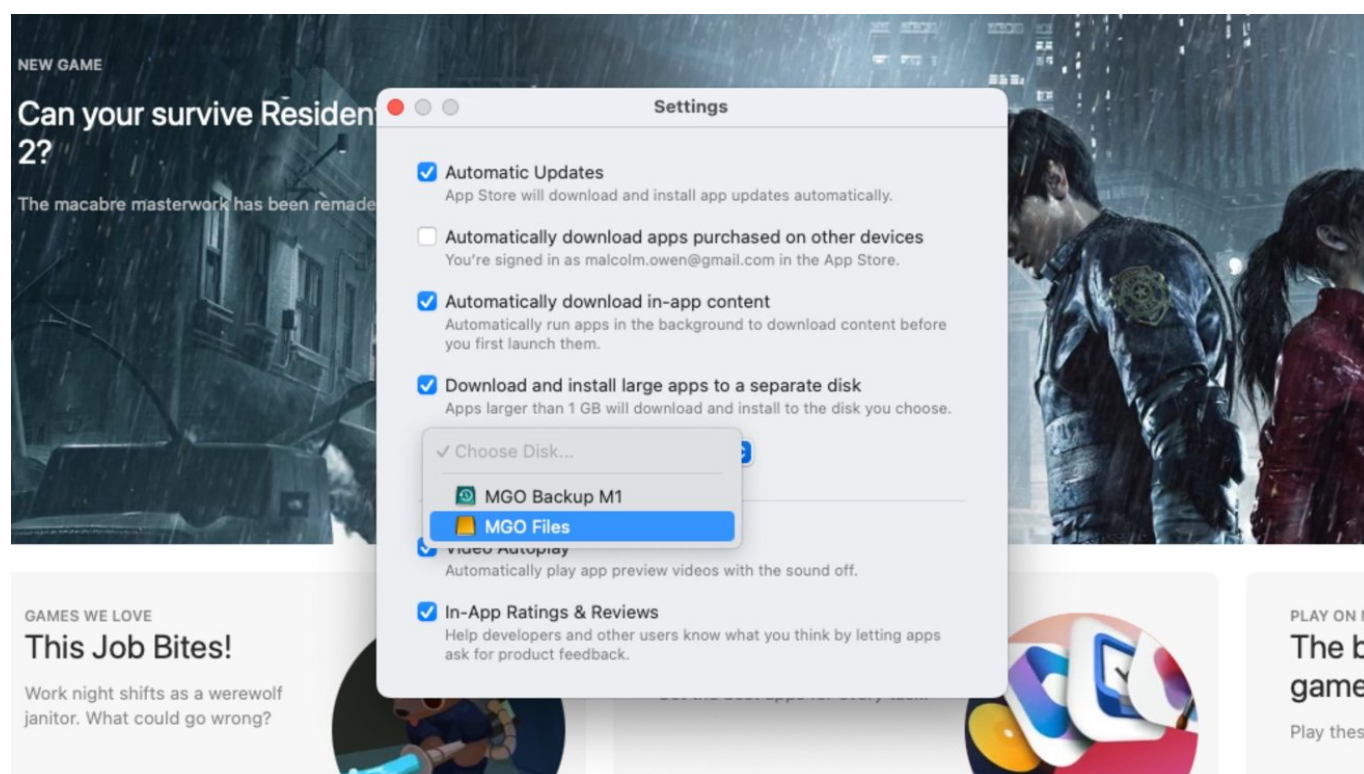 NEW GAME
Can your survive Residen
2?
The macabre masterwork has been remade
Settings
Automatic Updates
App Store will download and install app updates automatically.
Automatically download apps purchased on other devices
You're signed in as malcolm.owen@gmail.com in the App Store.
Automatically download in-app content
Automatically run apps in the background to download content before
you first launch them.
Download and install large apps to a separate disk
Apps larger than 1 GB will download and install to the disk you choose.
✓ Choose Disk...
MGO Backup M1
MGO Files
Video Autoplay
Automatically play app preview videos with the sound off.
In-App Ratings & Reviews
Help developers and other users know what you think by letting apps
ask for product feedback.
GAMES WE LOVE
This Job Bites!
Work night shifts as a werewolf
janitor. What could go wrong?
PLAY ON
The b
game
Play thes